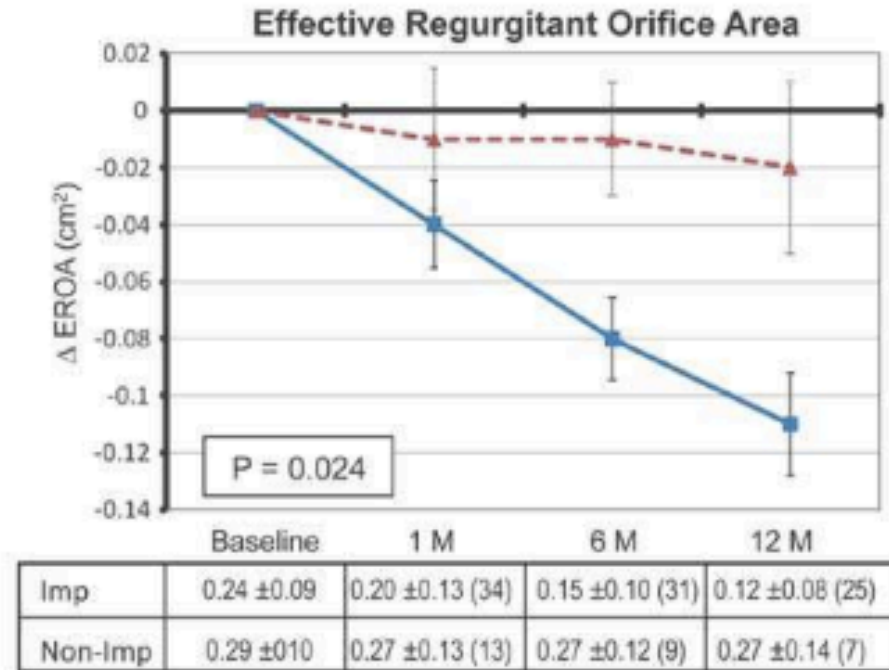 Effective Regurgitant Orifice Area
0.02
0
-0.02
-0.04
-0.06
-0.08
-0.1
-0.12
-0.14
Δ EROA (cm²)
P = 0.024
Baseline 1 M 6 M 12 M
Imp 0.24 ±0.09 0.20 ±0.13 (34) 0.15 ±0.10 (31) 0.12 ±0.08 (25)
Non-Imp 0.29 ±010 0.27 ±0.13 (13) 0.27 ±0.12 (9) 0.27 ±0.14 (7)